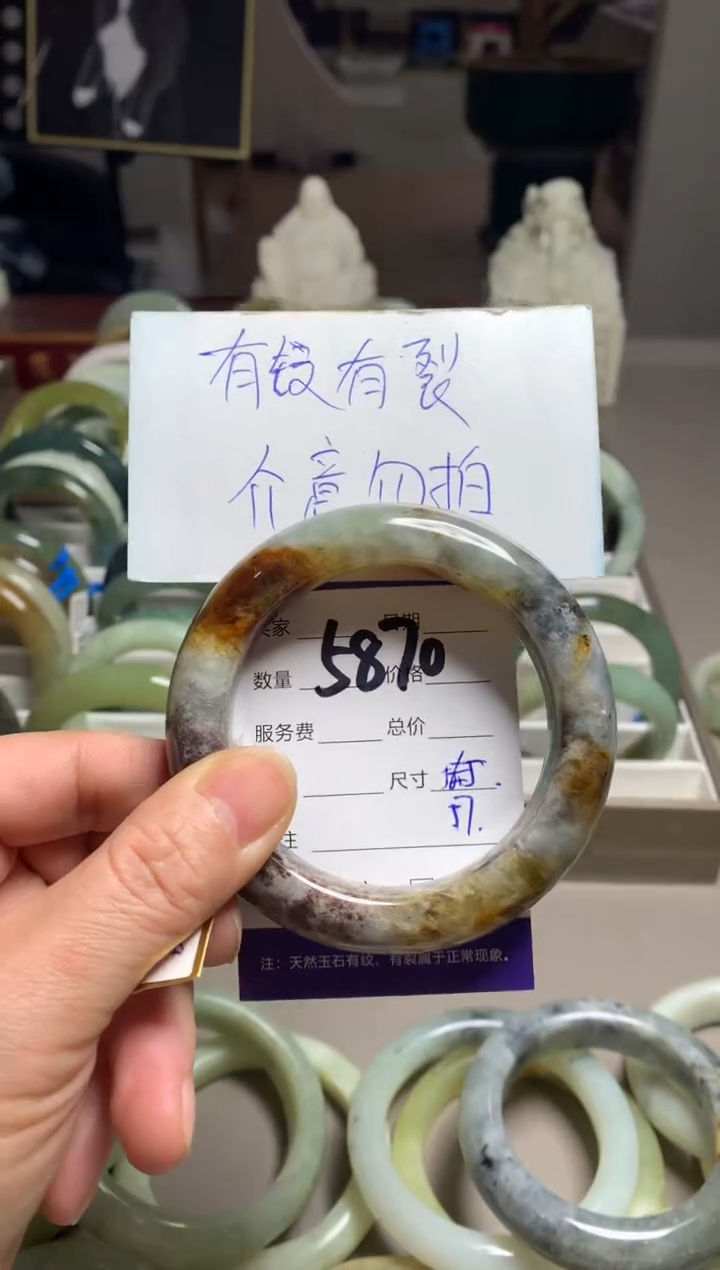 有纹有裂
介意勿拍
家 日期
数量 5870 价格
服务费 总价
尺寸
57.
注
注：天然玉石有纹、有裂属于正常现象。